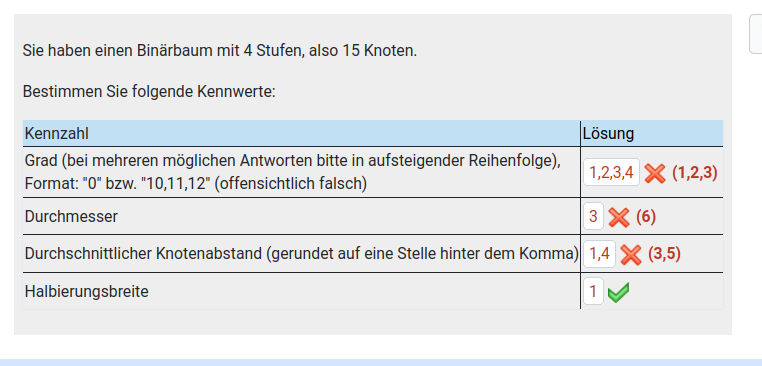 Sie haben einen Binärbaum mit 4 Stufen, also 15 Knoten.
Bestimmen Sie folgende Kennwerte:
Kennzahl Lösung
Grad (bei mehreren möglichen Antworten bitte in aufsteigender Reihenfolge),
Format: "0" bzw. "10,11,12" (offensichtlich falsch)
1,2,3,4 (1,2,3)
Durchmesser 3 (6)
Durchschnittlicher Knotenabstand (gerundet auf eine Stelle hinter dem Komma) 1,4 (3,5)
Halbierungsbreite 1